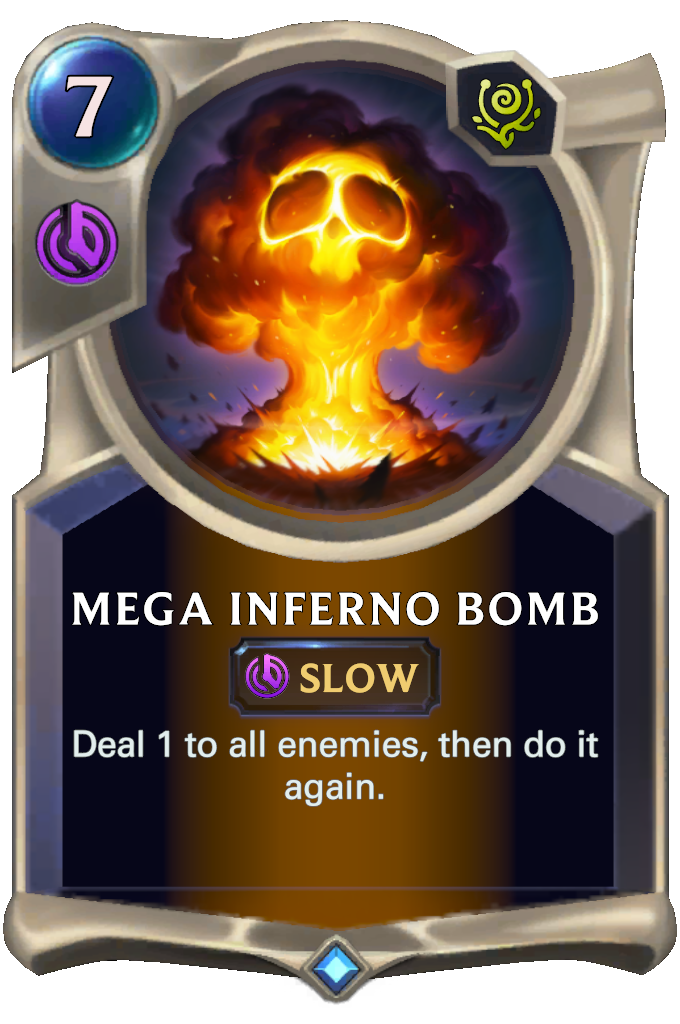 7
MEGA INFERNO BOMB
SLOW
Deal 1 to all enemies, then do it
again.